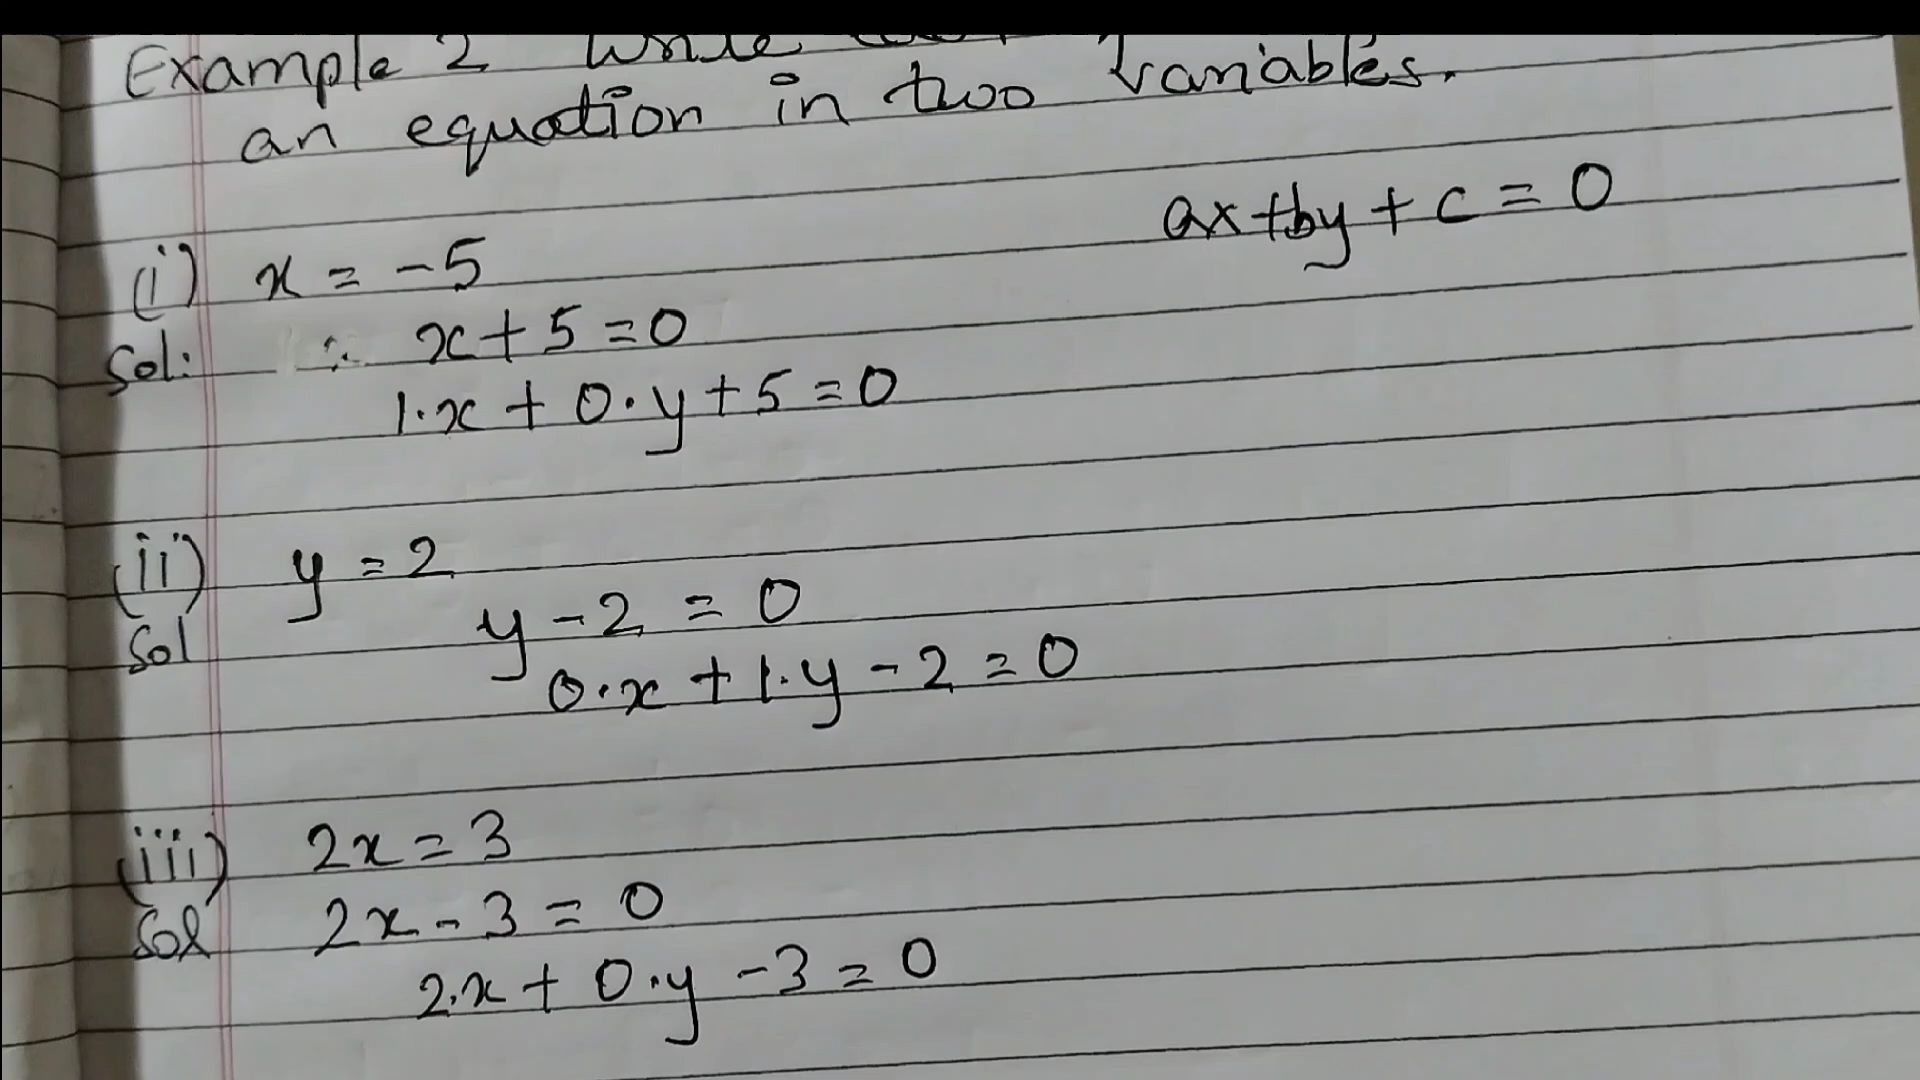 Example 2 Write
an equation in two variables.
ax+by+c=0
(i) x = -5
Sol: ∴ x+5=0
1·x + 0·y+5=0
(ii) y = 2
Sol y-2 = 0
0·x + 1·y - 2 = 0
(iii) 2x = 3
Sol 2x - 3 = 0
2·x + 0·y - 3 = 0